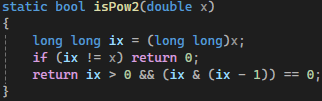 static bool isPow2(double x)
{
    long long ix = (long long)x;
    if (ix != x) return 0;
    return ix > 0 && (ix & (ix - 1)) == 0;
}